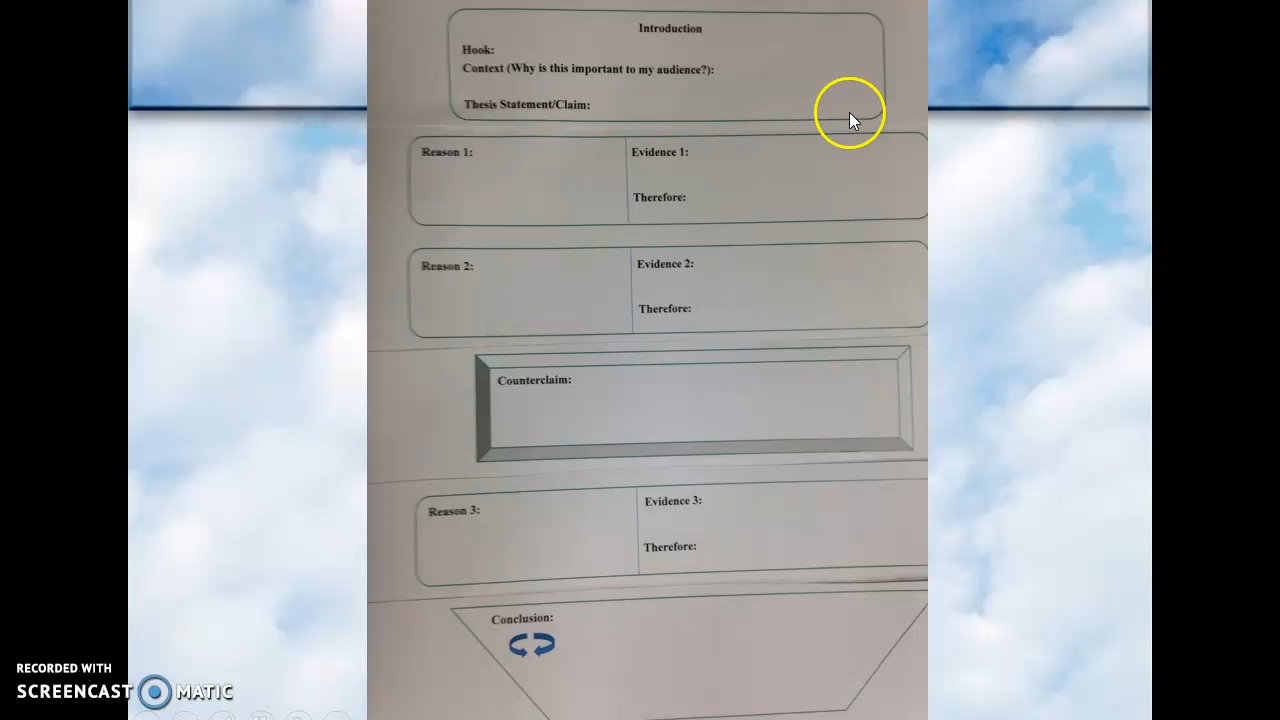 Introduction
Hook:
Context (Why is this important to my audience?):
Thesis Statement/Claim:
Reason 1:
Evidence 1:
Therefore:
Reason 2:
Evidence 2:
Therefore:
Counterclaim:
Reason 3:
Evidence 3:
Therefore:
Conclusion:
RECORDED WITH
SCREENCAST MATIC